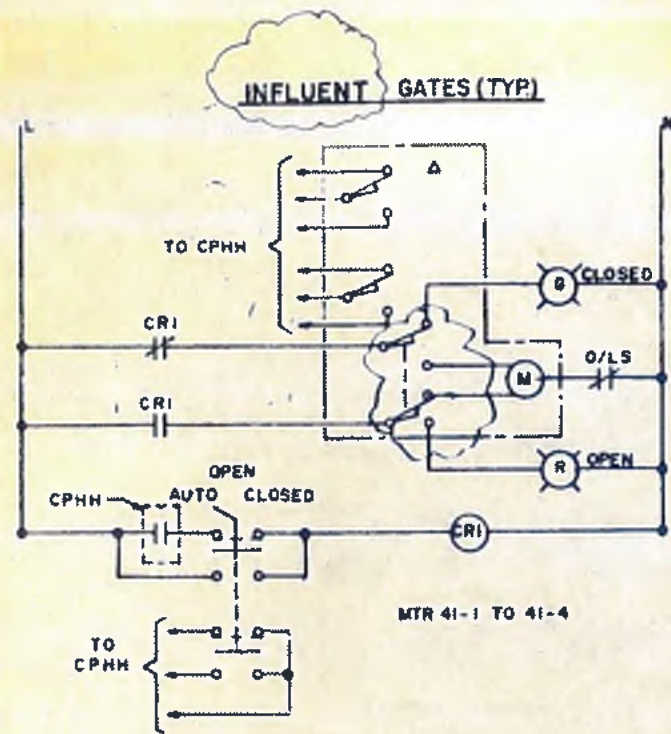 INFLUENT GATES (TYP.)
L
N
Δ
TO CPHH
G CLOSED
CR1
O/LS
M
CR1
R OPEN
OPEN
CPHH AUTO CLOSED
CR1
MTR 41-1 TO 41-4
TO
CPHH